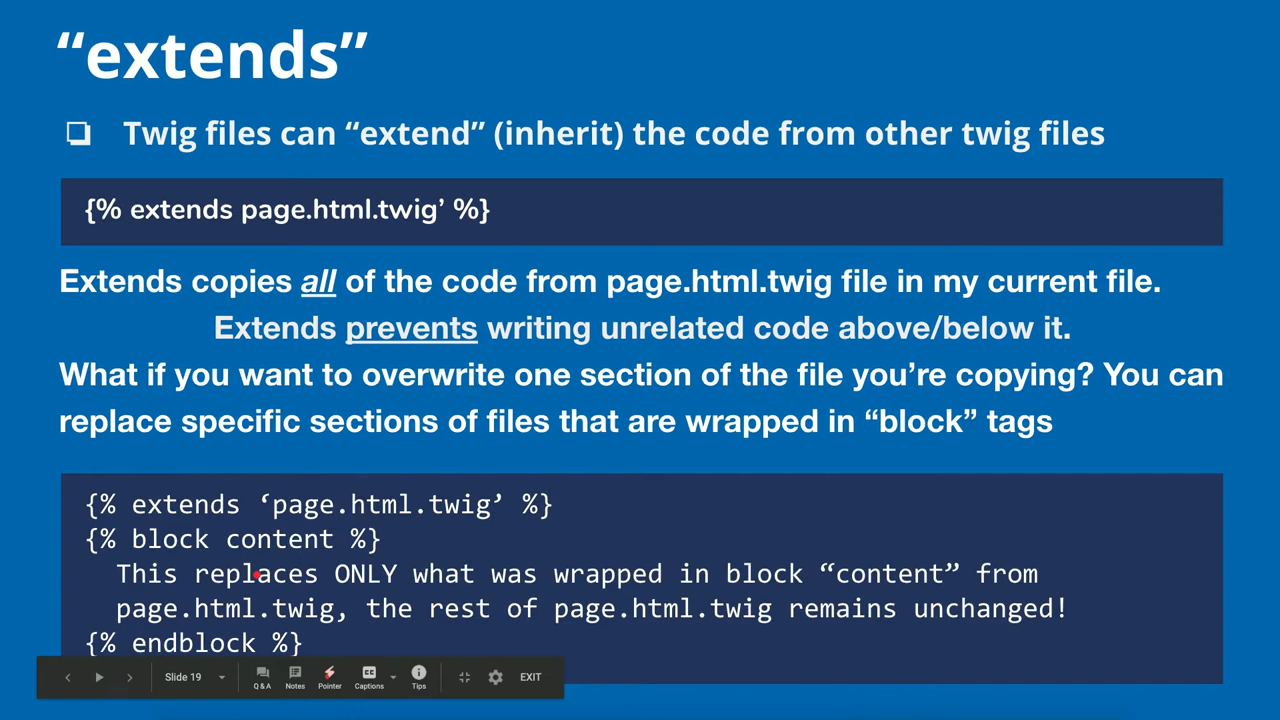 “extends”
❏ Twig files can “extend” (inherit) the code from other twig files
{% extends page.html.twig’ %}
Extends copies all of the code from page.html.twig file in my current file.
Extends prevents writing unrelated code above/below it.
What if you want to overwrite one section of the file you’re copying? You can
replace specific sections of files that are wrapped in “block” tags
{% extends ‘page.html.twig’ %}
{% block content %}
This replaces ONLY what was wrapped in block “content” from
page.html.twig, the rest of page.html.twig remains unchanged!
{% endblock %}
Slide 19
Q & A
Notes
Pointer
CC
Captions
Tips
EXIT